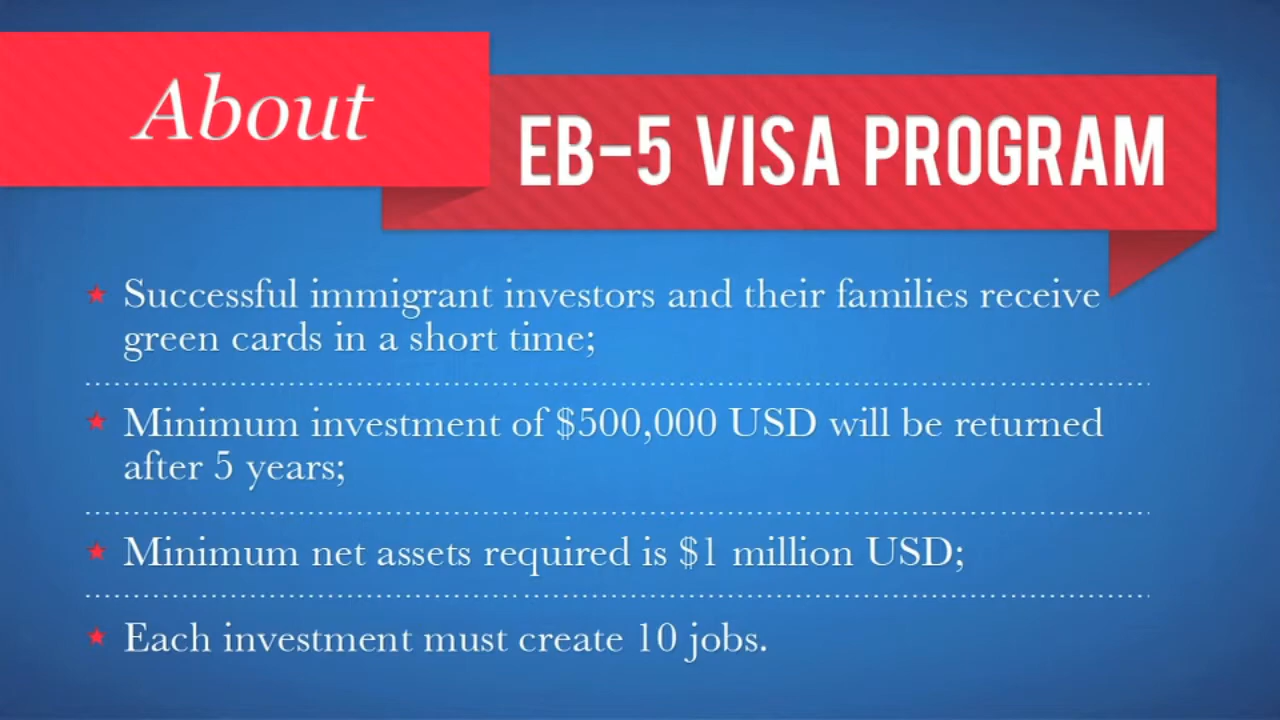 About
EB-5 VISA PROGRAM
Successful immigrant investors and their families receive
green cards in a short time;
Minimum investment of $500,000 USD will be returned
after 5 years;
Minimum net assets required is $1 million USD;
Each investment must create 10 jobs.